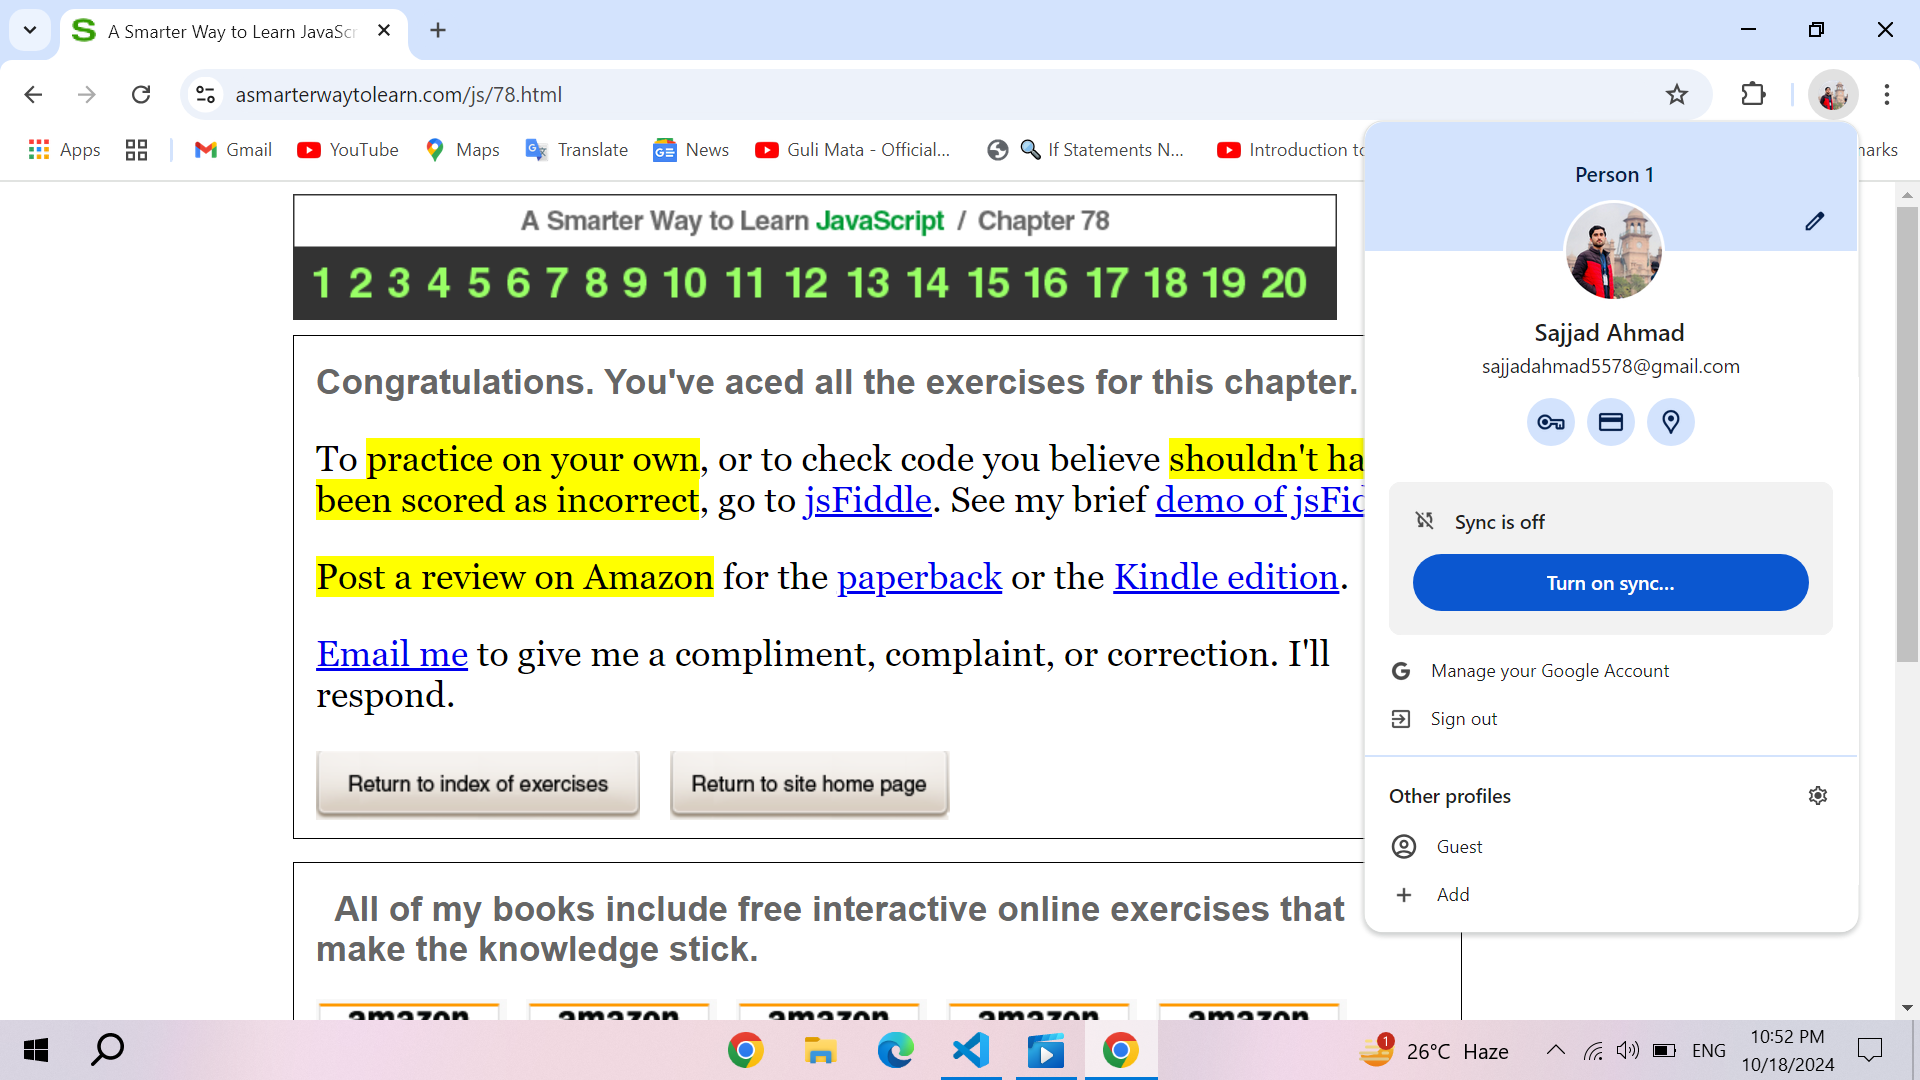 A Smarter Way to Learn JavaScr
asmarterwaytolearn.com/js/78.html
Apps
Gmail
YouTube
Maps
Translate
News
Guli Mata - Official...
If Statements N...
Introduction to
A Smarter Way to Learn JavaScript / Chapter 78
1 2 3 4 5 6 7 8 9 10 11 12 13 14 15 16 17 18 19 20
Congratulations. You've aced all the exercises for this chapter.
To practice on your own, or to check code you believe shouldn't ha
been scored as incorrect, go to jsFiddle. See my brief demo of jsFid
Post a review on Amazon for the paperback or the Kindle edition.
Email me to give me a compliment, complaint, or correction. I'll
respond.
Return to index of exercises
Return to site home page
All of my books include free interactive online exercises that
make the knowledge stick.
amazon
amazon
amazon
amazon
amazon
Person 1
Sajjad Ahmad
sajjadahmad5578@gmail.com
Sync is off
Turn on sync...
Manage your Google Account
Sign out
Other profiles
Guest
Add
1
26°C Haze
ENG
10:52 PM
10/18/2024